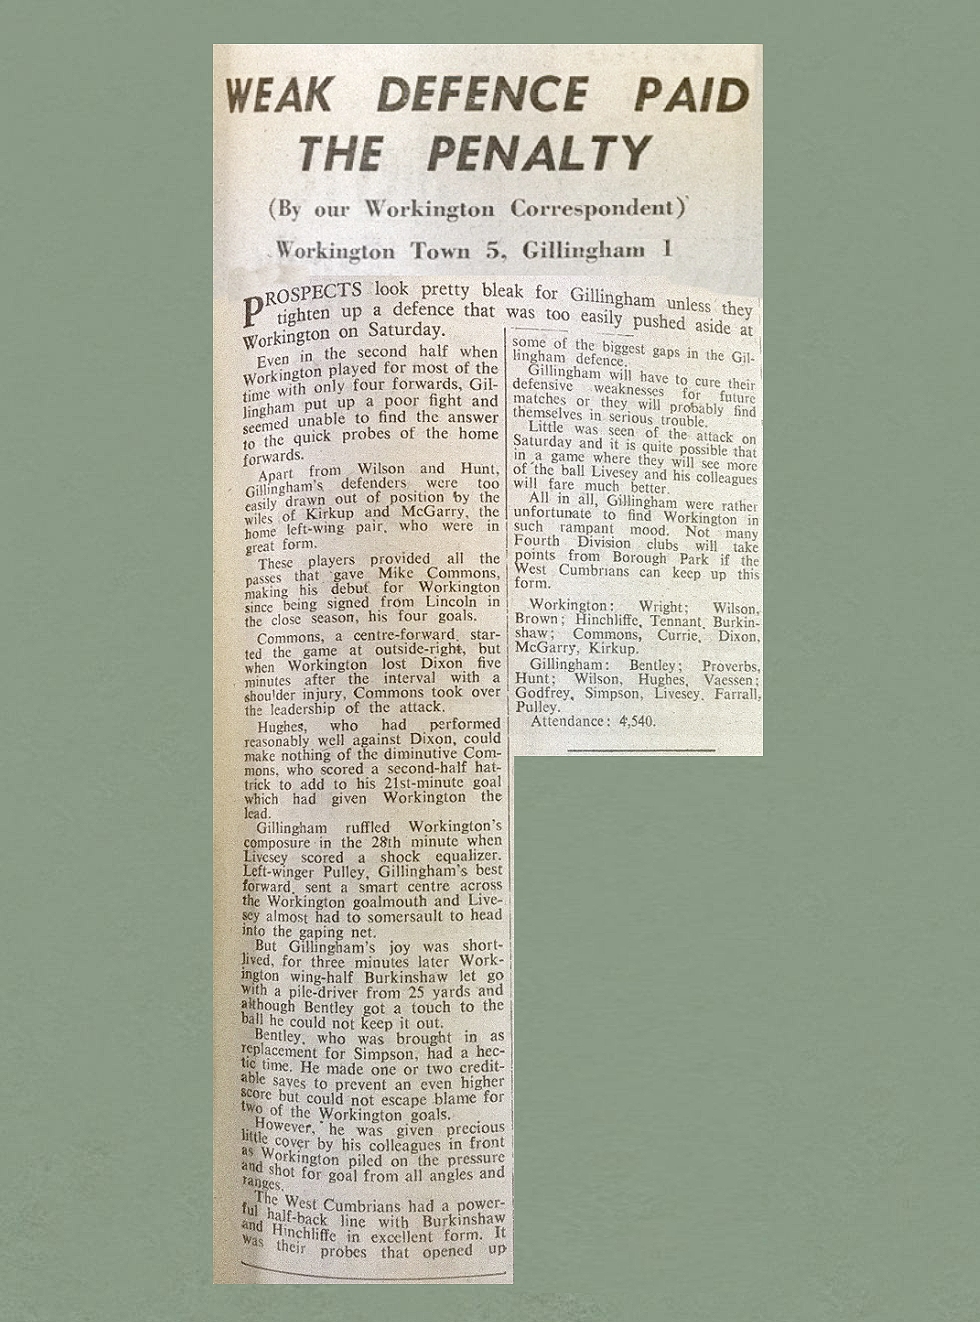 WEAK DEFENCE PAID
THE PENALTY
(By our Workington Correspondent)
Workington Town 5, Gillingham 1
PROSPECTS look pretty bleak for Gillingham unless they
tighten up a defence that was too easily pushed aside at
Workington on Saturday.
Even in the second half when
Workington played for most of the
time with only four forwards, Gil-
lingham put up a poor fight and
seemed unable to find the answer
to the quick probes of the home
forwards.
Apart from Wilson and Hunt,
Gillingham's defenders were too
easily drawn out of position by the
wiles of Kirkup and McGarry, the
home left-wing pair, who were in
great form.
These players provided all the
passes that gave Mike Commons,
making his debut for Workington
since being signed from Lincoln in
the close season, his four goals.
Commons, a centre-forward, star-
ted the game at outside-right, but
when Workington lost Dixon five
minutes after the interval with a
shoulder injury, Commons took over
the leadership of the attack.
Hughes, who had performed
reasonably well against Dixon, could
make nothing of the diminutive Com-
mons, who scored a second-half hat-
trick to add to his 21st-minute goal
which had given Workington the
lead.
Gillingham ruffled Workington's
composure in the 28th minute when
Livesey scored a shock equalizer.
Left-winger Pulley, Gillingham's best
forward, sent a smart centre across
the Workington goalmouth and Live-
sey almost had to somersault to head
into the gaping net.
But Gillingham's joy was short-
lived, for three minutes later Work-
ington wing-half Burkinshaw let go
with a pile-driver from 25 yards and
although Bentley got a touch to the
ball he could not keep it out.
Bentley, who was brought in as
replacement for Simpson, had a hec-
tic time. He made one or two credit-
able saves to prevent an even higher
score but could not escape blame for
two of the Workington goals.
However, he was given precious
little cover by his colleagues in front
as Workington piled on the pressure
and shot for goal from all angles and
ranges.
The West Cumbrians had a power-
ful half-back line with Burkinshaw
and Hinchliffe in excellent form. It
was their probes that opened up
some of the biggest gaps in the Gil-
lingham defence.
Gillingham will have to cure their
defensive weaknesses for future
matches or they will probably find
themselves in serious trouble.
Little was seen of the attack on
Saturday and it is quite possible that
in a game where they will see more
of the ball Livesey and his colleagues
will fare much better.
All in all, Gillingham were rather
unfortunate to find Workington in
such rampant mood. Not many
Fourth Division clubs will take
points from Borough Park if the
West Cumbrians can keep up this
form.
Workington: Wright; Wilson,
Brown; Hinchliffe, Tennant, Burkin-
shaw; Commons, Currie, Dixon,
McGarry, Kirkup.
Gillingham: Bentley; Proverbs,
Hunt; Wilson, Hughes, Vaessen;
Godfrey, Simpson, Livesey, Farrall,
Pulley.
Attendance: 4,540.